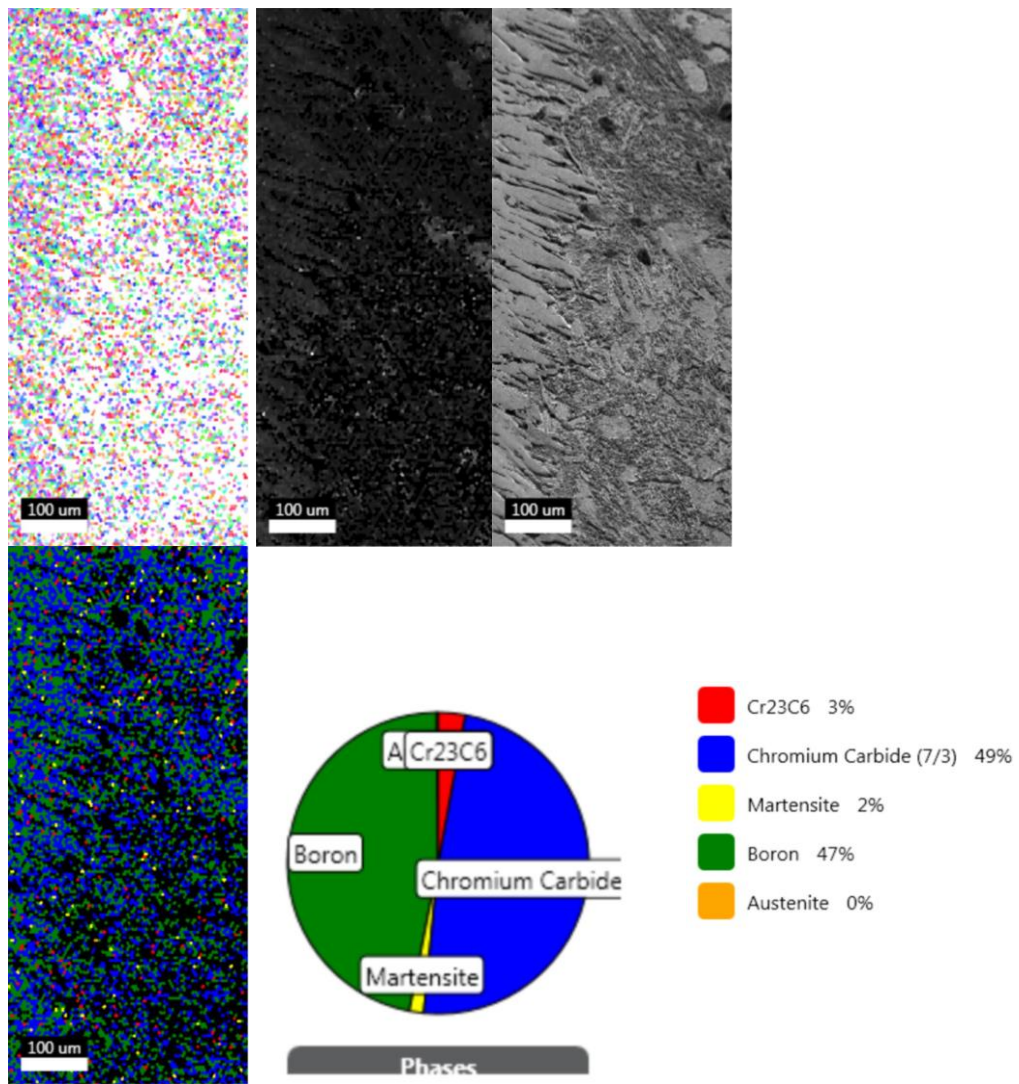 100 um
100 um
100 um
100 um
A
Cr23C6
Boron
Chromium Carbide
Martensite
Phases
Cr23C6 3%
Chromium Carbide (7/3) 49%
Martensite 2%
Boron 47%
Austenite 0%